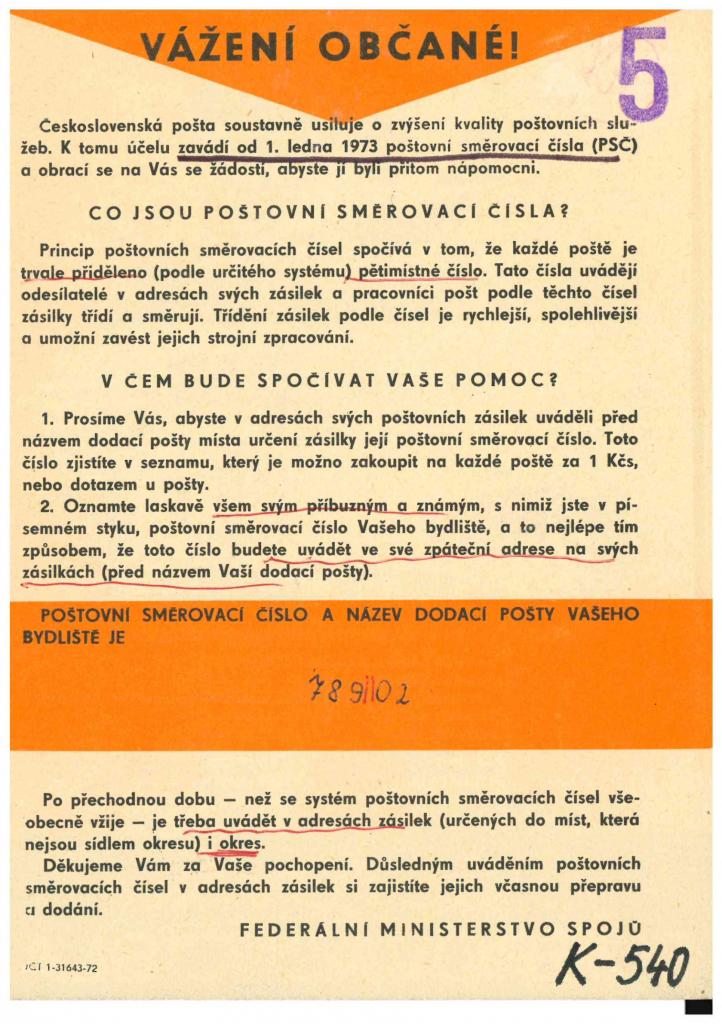 VÁŽENÍ OBČANÉ!
5
Československá pošta soustavně usiluje o zvýšení kvality poštovních slu-
žeb. K tomu účelu zavádí od 1. ledna 1973 poštovní směrovací čísla (PSČ)
a obrací se na Vás se žádostí, abyste jí byli přitom nápomocni.
CO JSOU POŠTOVNÍ SMĚROVACÍ ČÍSLA?
Princip poštovních směrovacích čísel spočívá v tom, že každé poště je
trvale přiděleno (podle určitého systému) pětimístné číslo. Tato čísla uvádějí
odesílatelé v adresách svých zásilek a pracovníci pošt podle těchto čísel
zásilky třídí a směrují. Třídění zásilek podle čísel je rychlejší, spolehlivější
a umožní zavést jejich strojní zpracování.
V ČEM BUDE SPOČÍVAT VAŠE POMOC?
1. Prosíme Vás, abyste v adresách svých poštovních zásilek uváděli před
názvem dodací pošty místa určení zásilky její poštovní směrovací číslo. Toto
číslo zjistíte v seznamu, který je možno zakoupit na každé poště za 1 Kčs,
nebo dotazem u pošty.
2. Oznamte laskavě všem svým příbuzným a známým, s nimiž jste v pí-
semném styku, poštovní směrovací číslo Vašeho bydliště, a to nejlépe tím
způsobem, že toto číslo budete uvádět ve své zpáteční adrese na svých
zásilkách (před názvem Vaší dodací pošty).
POŠTOVNÍ SMĚROVACÍ ČÍSLO A NÁZEV DODACÍ POŠTY VAŠEHO
BYDLIŠTĚ JE
789 02
Po přechodnou dobu — než se systém poštovních směrovacích čísel vše-
obecně vžije — je třeba uvádět v adresách zásilek (určených do míst, která
nejsou sídlem okresu) i okres.
Děkujeme Vám za Vaše pochopení. Důsledným uváděním poštovních
směrovacích čísel v adresách zásilek si zajistíte jejich včasnou přepravu
a dodání.
FEDERÁLNÍ MINISTERSTVO SPOJŮ
1-31643-72
K-540